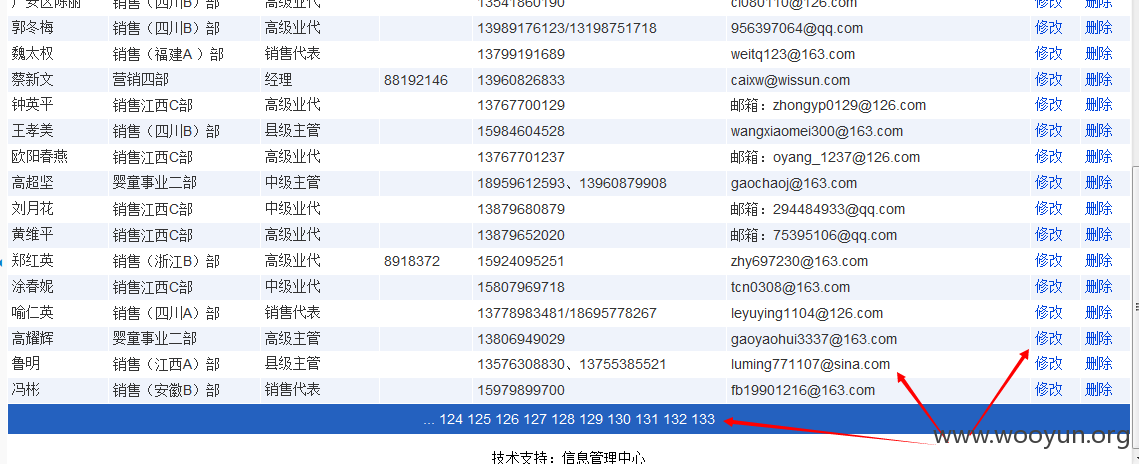 广安区陈丽 销售（四川B）部 高级业代 13541860190 cl080110@126.com 修改 删除
郭冬梅 销售（四川B）部 高级业代 13989176123/13198751718 956397064@qq.com 修改 删除
魏太权 销售（福建A ）部 销售代表 13799191689 weitq123@163.com 修改 删除
蔡新文 营销四部 经理 88192146 13960826833 caixw@wissun.com 修改 删除
钟英平 销售江西C部 高级业代 13767700129 邮箱：zhongyp0129@126.com 修改 删除
王孝美 销售（四川B）部 县级主管 15984604528 wangxiaomei300@163.com 修改 删除
欧阳春燕 销售江西C部 高级业代 13767701237 邮箱：oyang_1237@126.com 修改 删除
高超坚 婴童事业二部 中级主管 18959612593、13960879908 gaochaoj@163.com 修改 删除
刘月花 销售江西C部 中级业代 13879680879 邮箱：294484933@qq.com 修改 删除
黄维平 销售江西C部 高级业代 13879652020 邮箱：75395106@qq.com 修改 删除
郑红英 销售（浙江B）部 高级业代 8918372 15924095251 zhy697230@163.com 修改 删除
涂春妮 销售江西C部 中级业代 15807969718 tcn0308@163.com 修改 删除
喻仁英 销售（四川A）部 销售代表 13778983481/18695778267 leyuying1104@126.com 修改 删除
高耀辉 婴童事业二部 高级主管 13806949029 gaoyaohui3337@163.com 修改 删除
鲁明 销售（江西A）部 县级主管 13576308830、13755385521 luming771107@sina.com 修改 删除
冯彬 销售（安徽B）部 销售代表 15979899700 fb19901216@163.com 修改 删除
... 124 125 126 127 128 129 130 131 132 133
www.wooyun.org
技术支持：信息管理中心